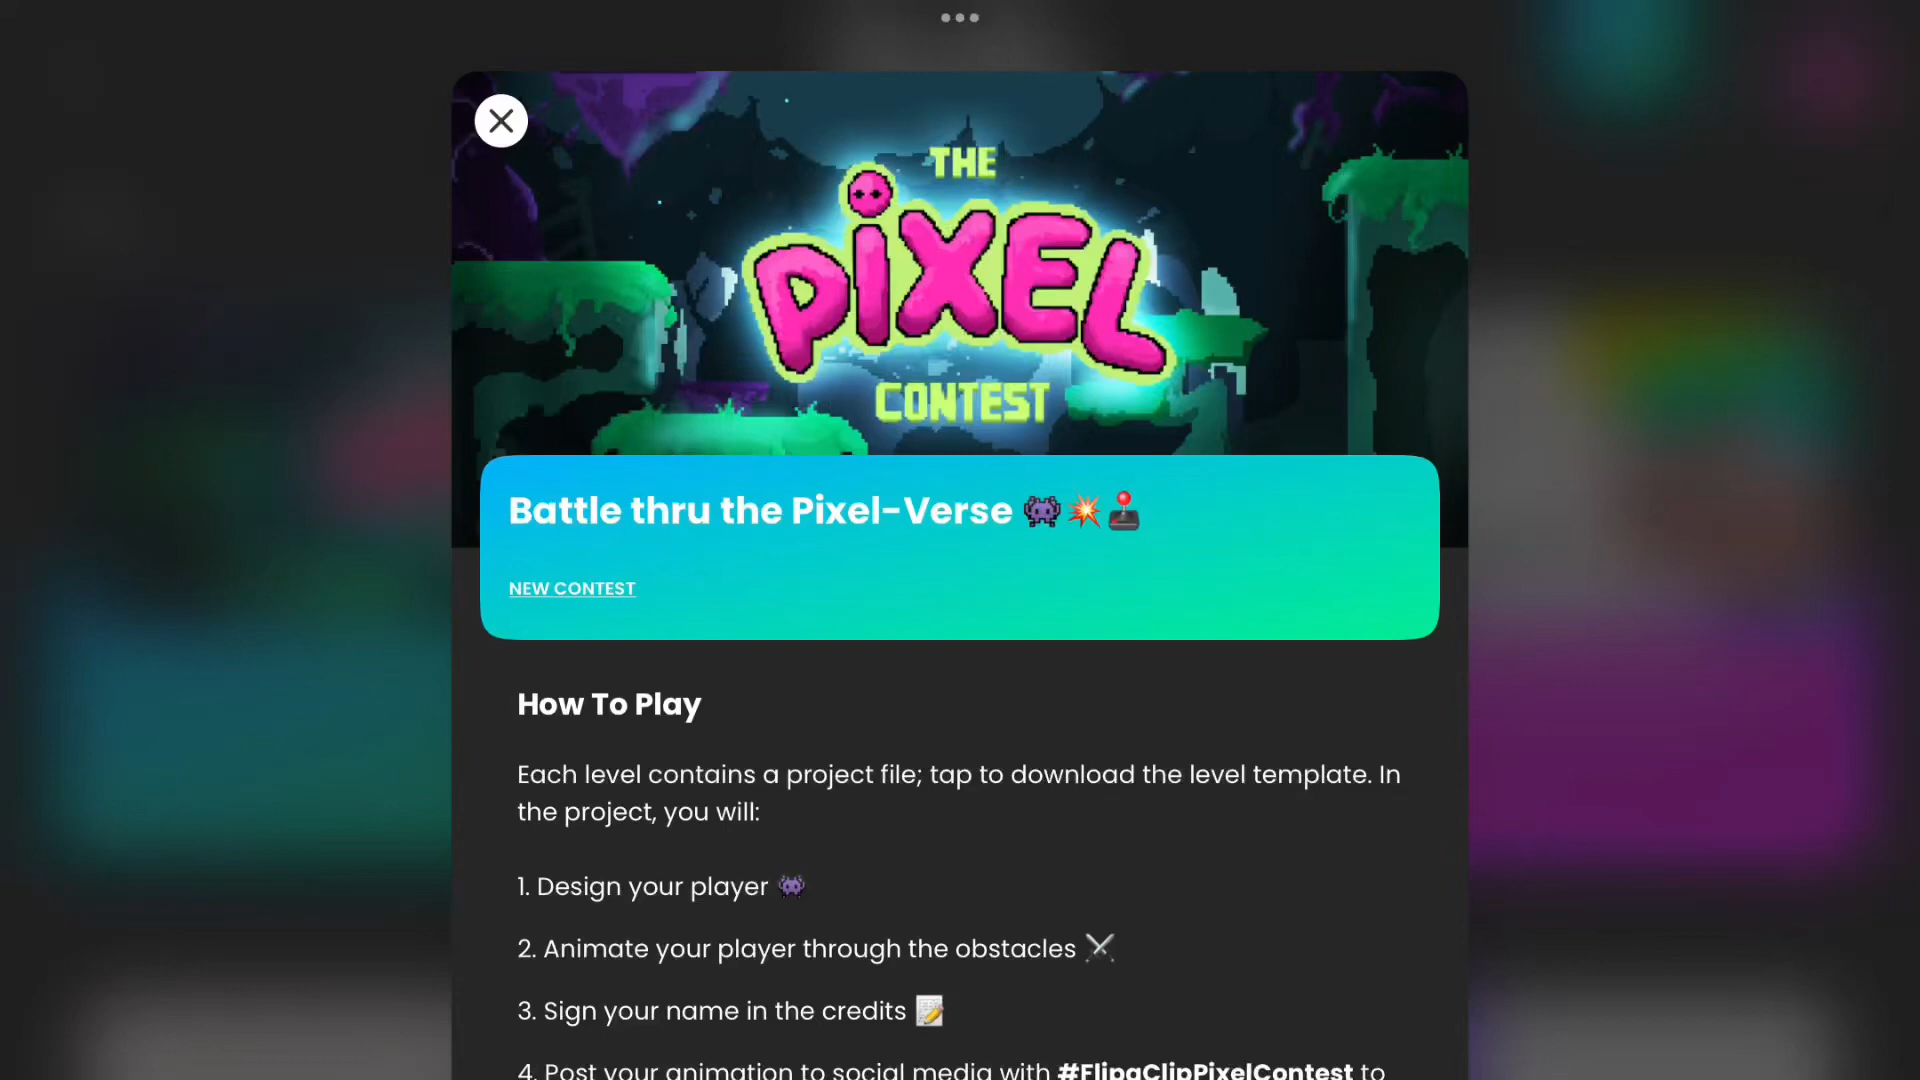 THE
PiXEL
CONTEST
Battle thru the Pixel-Verse 👾💥🕹️
NEW CONTEST
How To Play
Each level contains a project file; tap to download the level template. In
the project, you will:
1. Design your player 👾
2. Animate your player through the obstacles ⚔️
3. Sign your name in the credits 📝
4. Post your animation to social media with #FlipaClipPixelContest to